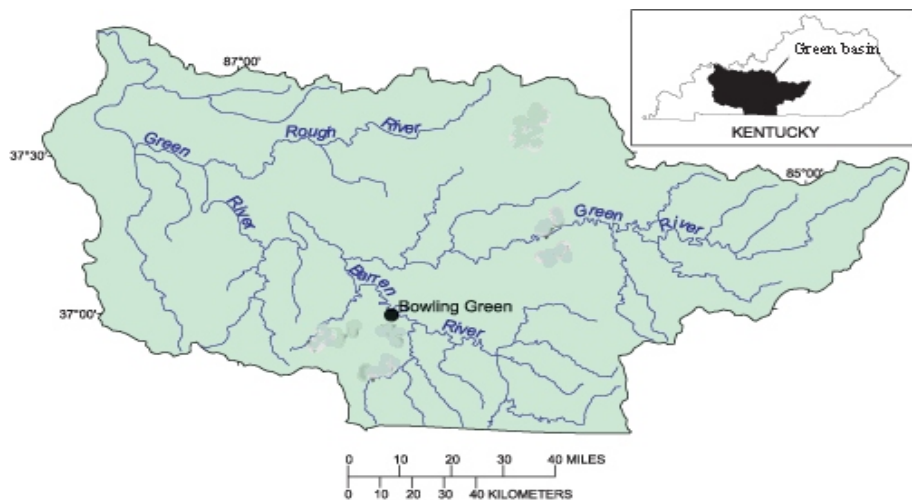 Green basin
KENTUCKY
87°00'
37°30'
85°00'
Green River
Rough River
Green River
Barren River
37°00'
Bowling Green
0 10 20 30 40 MILES
0 10 20 30 40 KILOMETERS